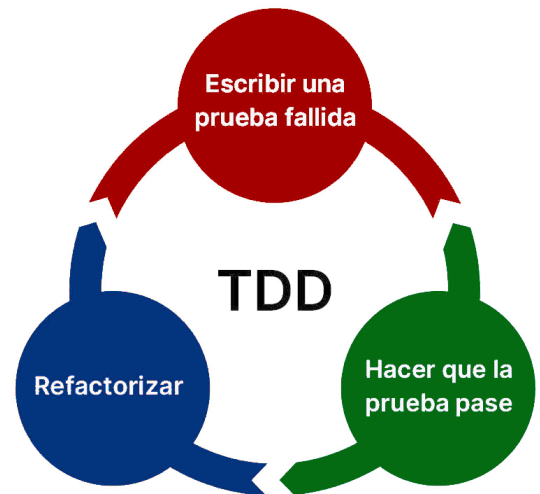 Escribir una
prueba fallida
TDD
Hacer que la
prueba pase
Refactorizar